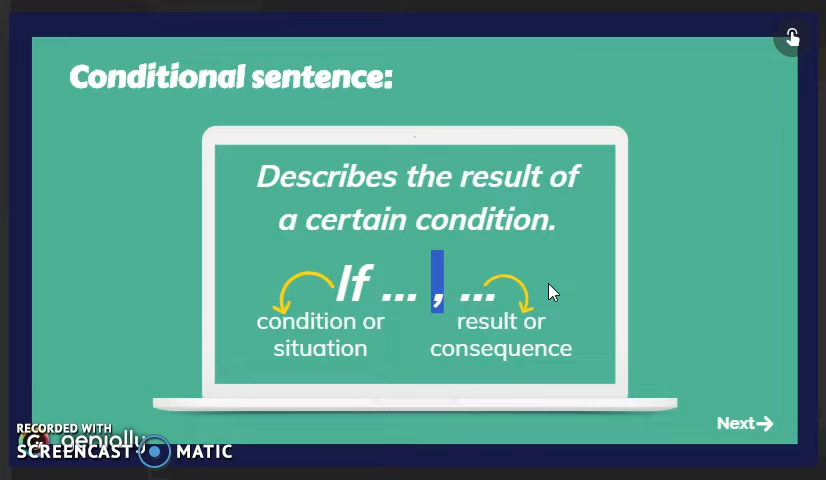 Conditional sentence:
Describes the result of
a certain condition.
If ... , ...
condition or
situation
result or
consequence
Next
RECORDED WITH
genially
SCREENCAST MATIC